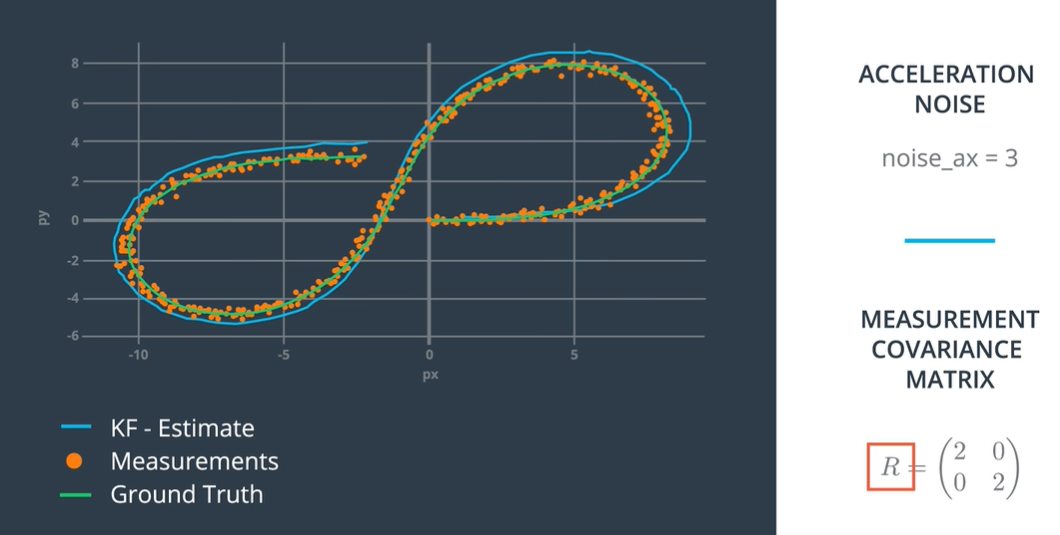 8
6
4
2
0
-2
-4
-6
py
-10
-5
0
5
px
KF - Estimate
Measurements
Ground Truth
ACCELERATION
NOISE
noise_ax = 3
MEASUREMENT
COVARIANCE
MATRIX
R = (2 0
0 2)